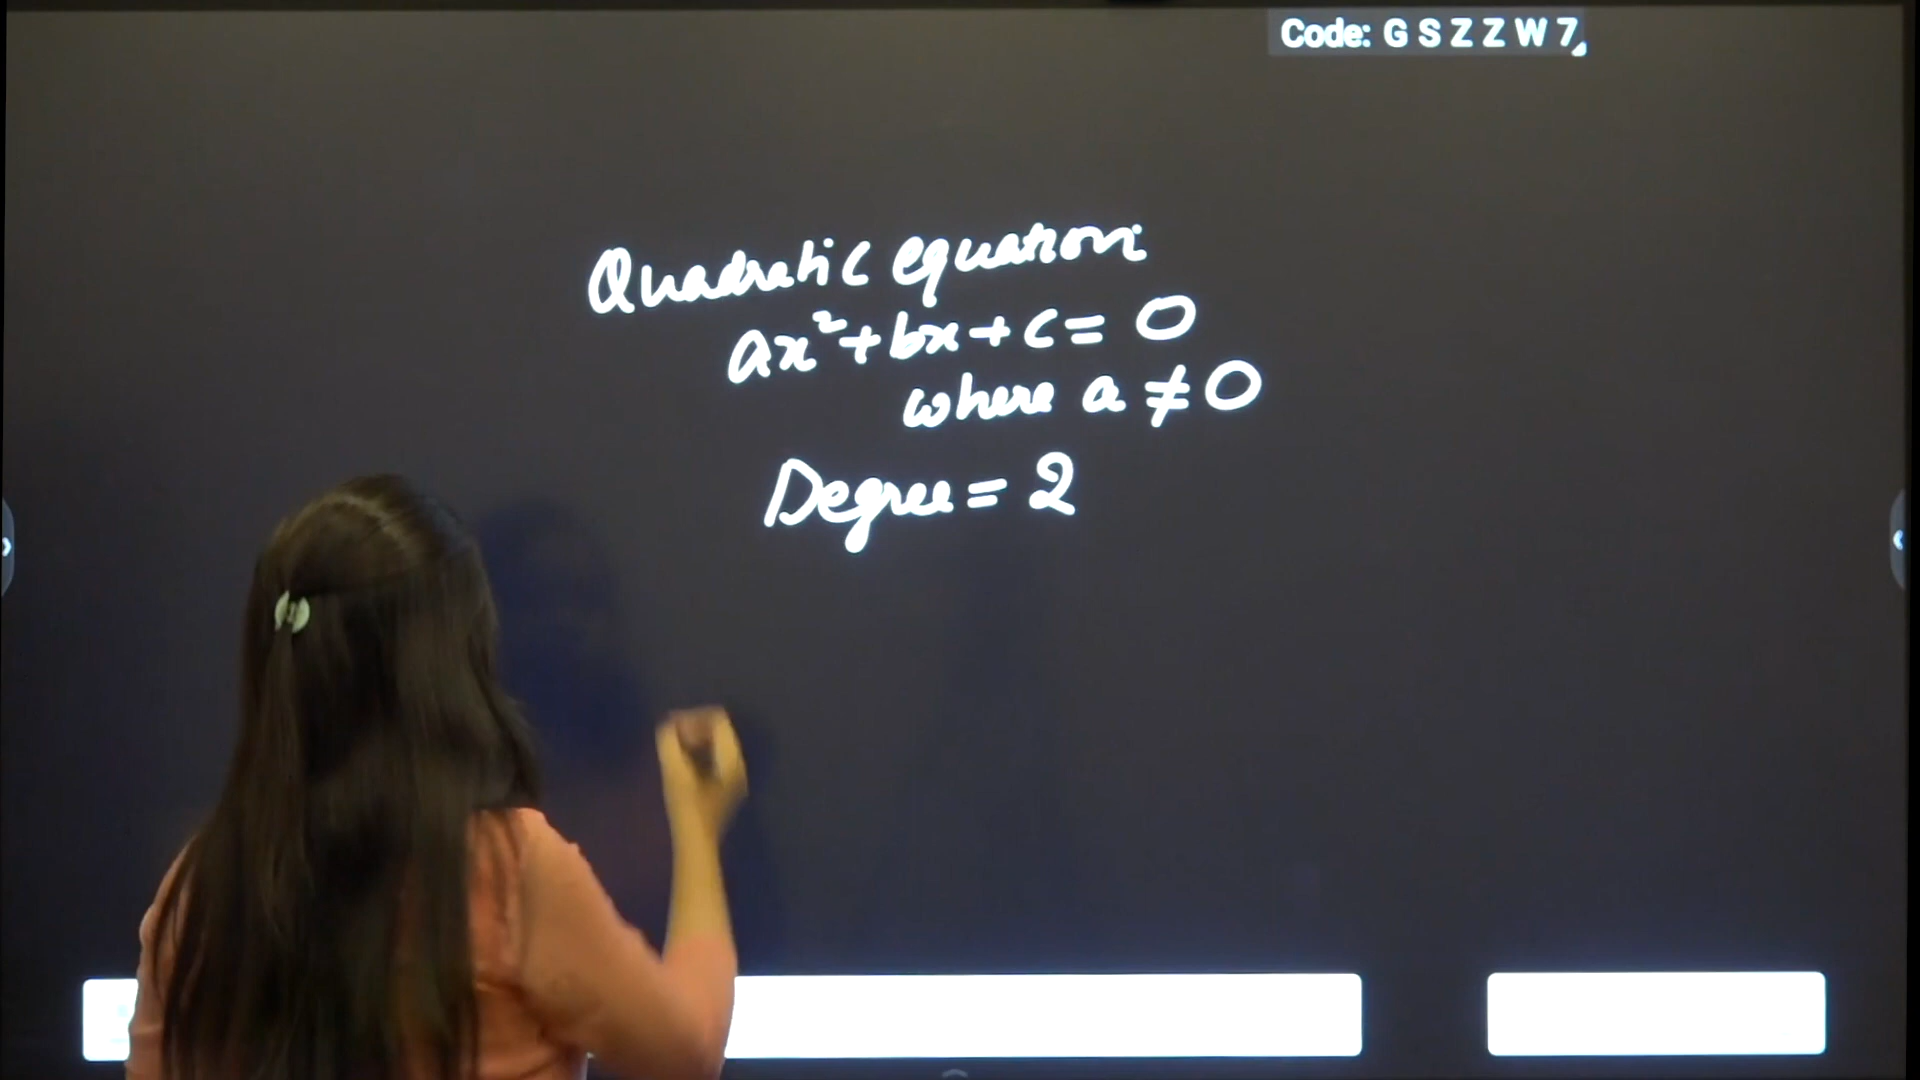 Code: G S Z Z W 7
Quadratic equation:
ax²+bx+c= 0
where a ≠ 0
Degree = 2